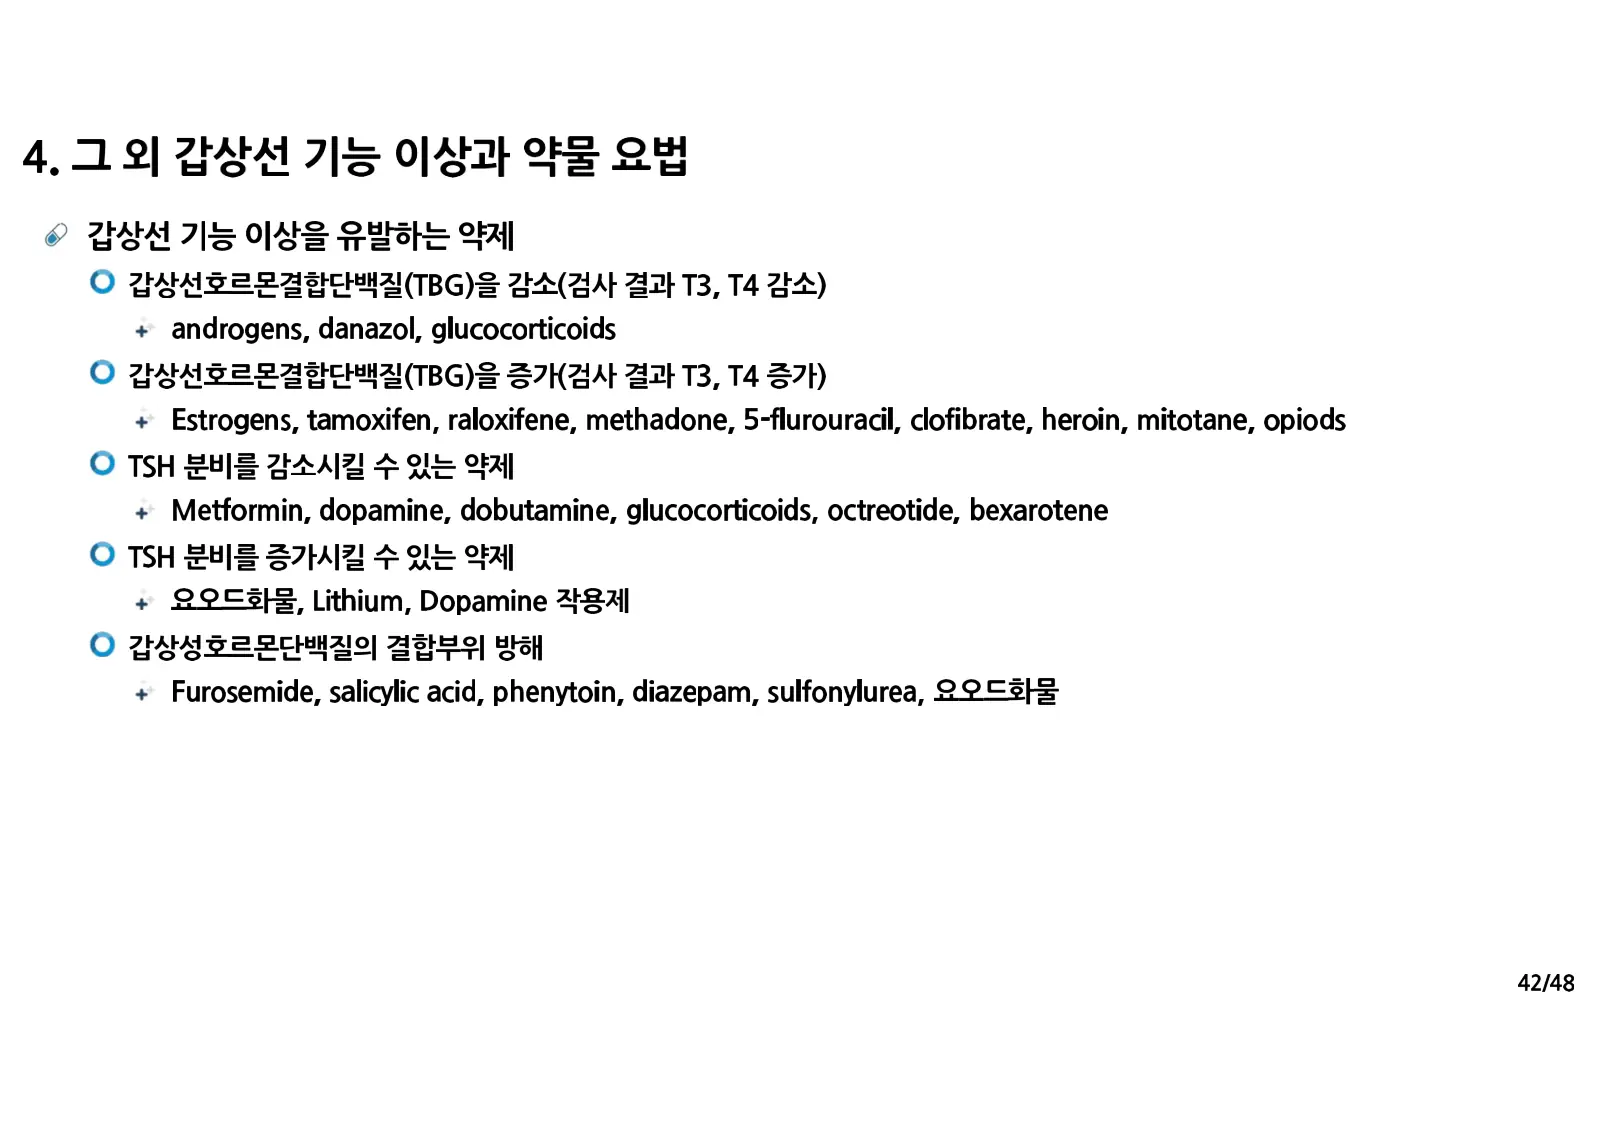 4. 그 외 갑상선 기능 이상과 약물 요법
갑상선 기능 이상을 유발하는 약제
갑상선호르몬결합단백질(TBG)을 감소(검사 결과 T3, T4 감소)
androgens, danazol, glucocorticoids
갑상선호르몬결합단백질(TBG)을 증가(검사 결과 T3, T4 증가)
Estrogens, tamoxifen, raloxifene, methadone, 5-flurouracil, clofibrate, heroin, mitotane, opiods
TSH 분비를 감소시킬 수 있는 약제
Metformin, dopamine, dobutamine, glucocorticoids, octreotide, bexarotene
TSH 분비를 증가시킬 수 있는 약제
요오드화물, Lithium, Dopamine 작용제
갑상성호르몬단백질의 결합부위 방해
Furosemide, salicylic acid, phenytoin, diazepam, sulfonylurea, 요오드화물
42/48